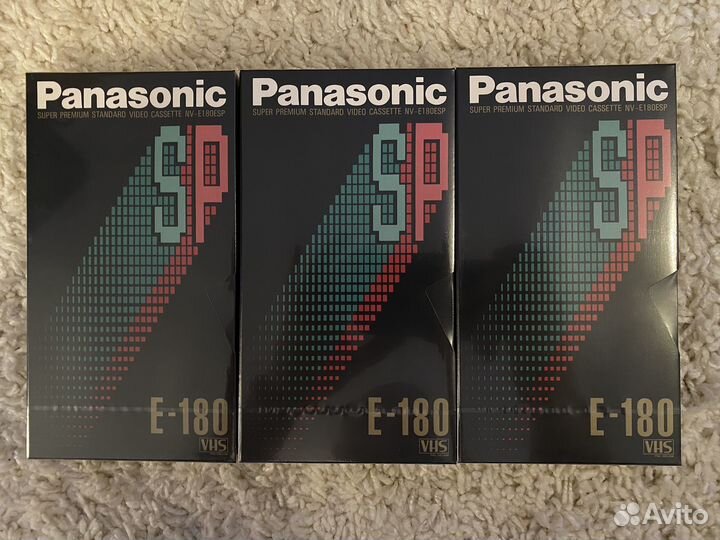 Panasonic
SUPER PREMIUM STANDARD VIDEO CASSETTE NV-E180ESP
SP
E-180
VHS
Panasonic
SUPER PREMIUM STANDARD VIDEO CASSETTE NV-E180ESP
SP
E-180
VHS
Panasonic
SUPER PREMIUM STANDARD VIDEO CASSETTE NV-E180ESP
SP
E-180
VHS
Avito